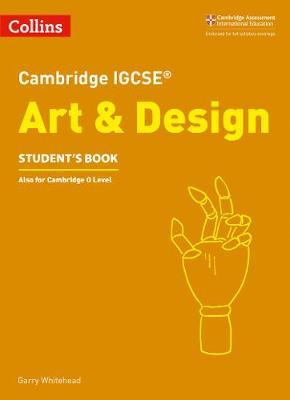 Collins
Cambridge Assessment
International Education
Endorsed for full syllabus coverage
Cambridge IGCSE®
Art & Design
STUDENT'S BOOK
Also for Cambridge O Level
Garry Whitehead